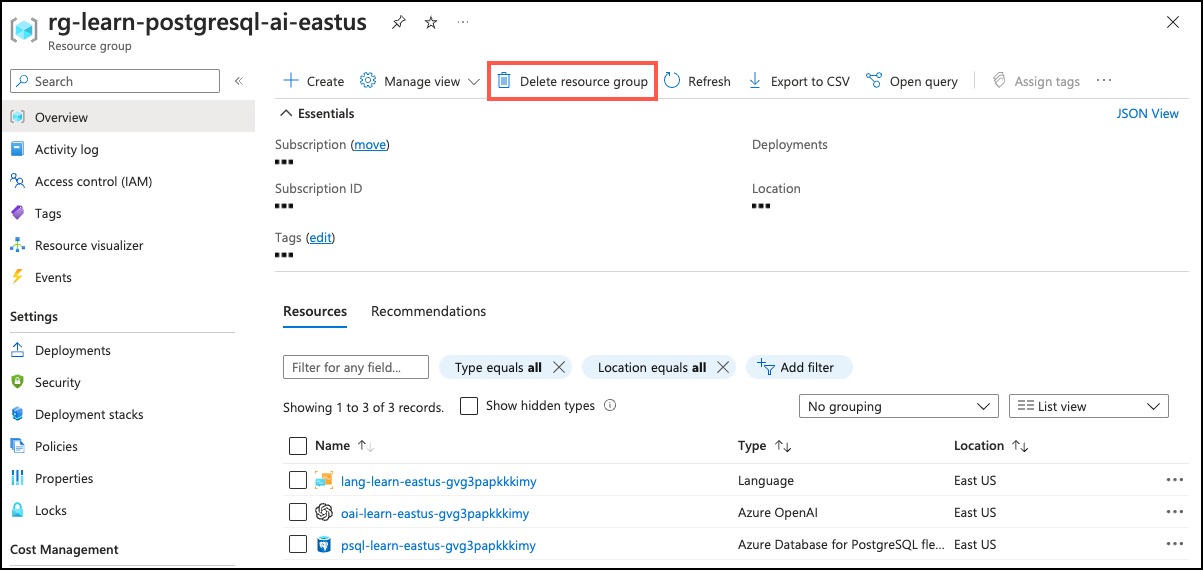 rg-learn-postgresql-ai-eastus
Resource group
Search
Overview
Activity log
Access control (IAM)
Tags
Resource visualizer
Events
Settings
Deployments
Security
Deployment stacks
Policies
Properties
Locks
Cost Management
Create Manage view Delete resource group Refresh Export to CSV Open query Assign tags
Essentials JSON View
Subscription (move) Deployments
Subscription ID Location
Tags (edit)
Resources Recommendations
Filter for any field... Type equals all Location equals all Add filter
Showing 1 to 3 of 3 records. Show hidden types No grouping List view
Name Type Location
lang-learn-eastus-gvg3papkkkimy Language East US
oai-learn-eastus-gvg3papkkkimy Azure OpenAI East US
psql-learn-eastus-gvg3papkkkimy Azure Database for PostgreSQL fle... East US